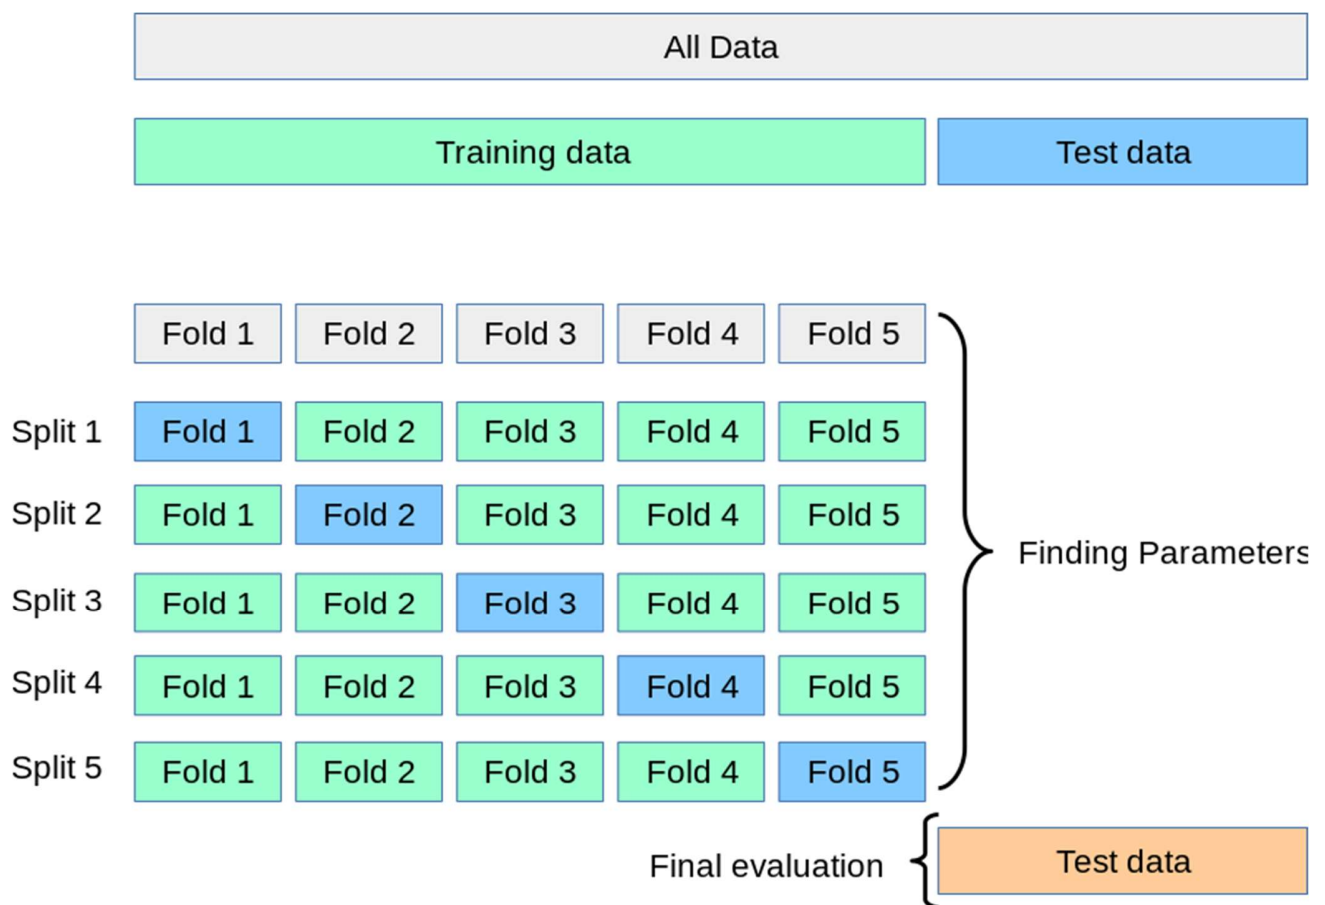 All Data
Training data Test data
Fold 1 Fold 2 Fold 3 Fold 4 Fold 5
Split 1 Fold 1 Fold 2 Fold 3 Fold 4 Fold 5
Split 2 Fold 1 Fold 2 Fold 3 Fold 4 Fold 5
Finding Parameters
Split 3 Fold 1 Fold 2 Fold 3 Fold 4 Fold 5
Split 4 Fold 1 Fold 2 Fold 3 Fold 4 Fold 5
Split 5 Fold 1 Fold 2 Fold 3 Fold 4 Fold 5
Final evaluation Test data